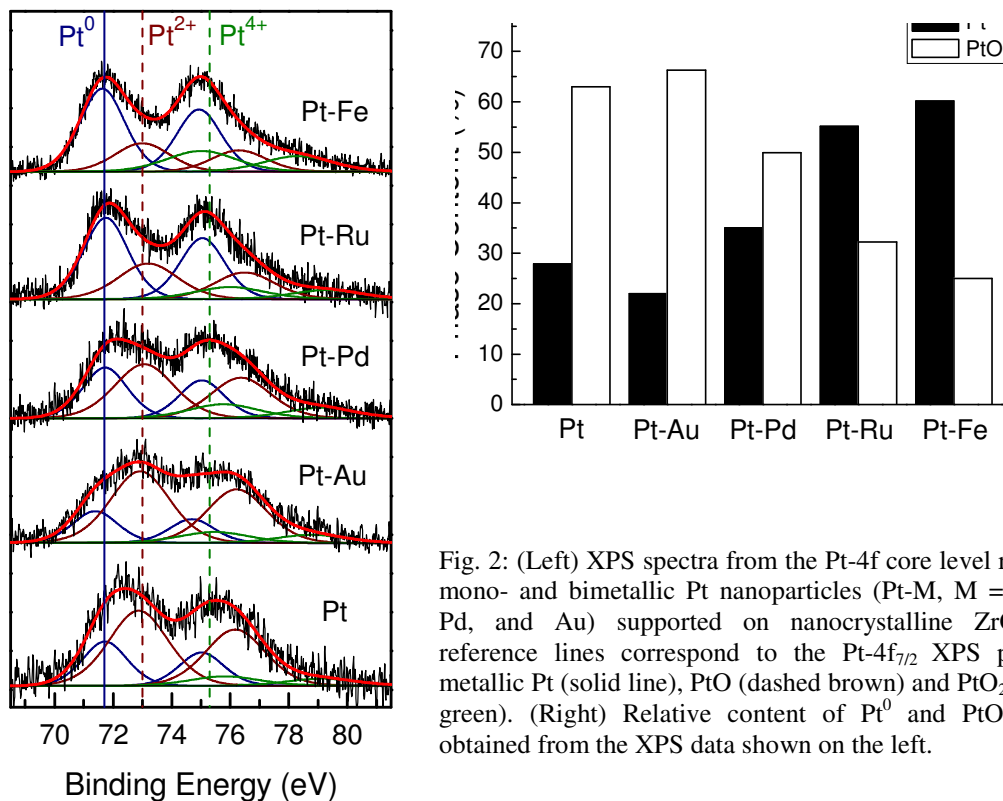 Pt⁰ Pt²⁺ Pt⁴⁺
Pt-Fe
Pt-Ru
Pt-Pd
Pt-Au
Pt
70 72 74 76 78 80
Binding Energy (eV)
Pt
PtO
70
60
50
40
30
20
10
0
Pt Pt-Au Pt-Pd Pt-Ru Pt-Fe
Fig. 2: (Left) XPS spectra from the Pt-4f core level
mono- and bimetallic Pt nanoparticles (Pt-M, M =
Pd, and Au) supported on nanocrystalline
reference lines correspond to the Pt-4f₇/₂ XPS
metallic Pt (solid line), PtO (dashed brown) and PtO₂
green). (Right) Relative content of Pt⁰ and PtO
obtained from the XPS data shown on the left.